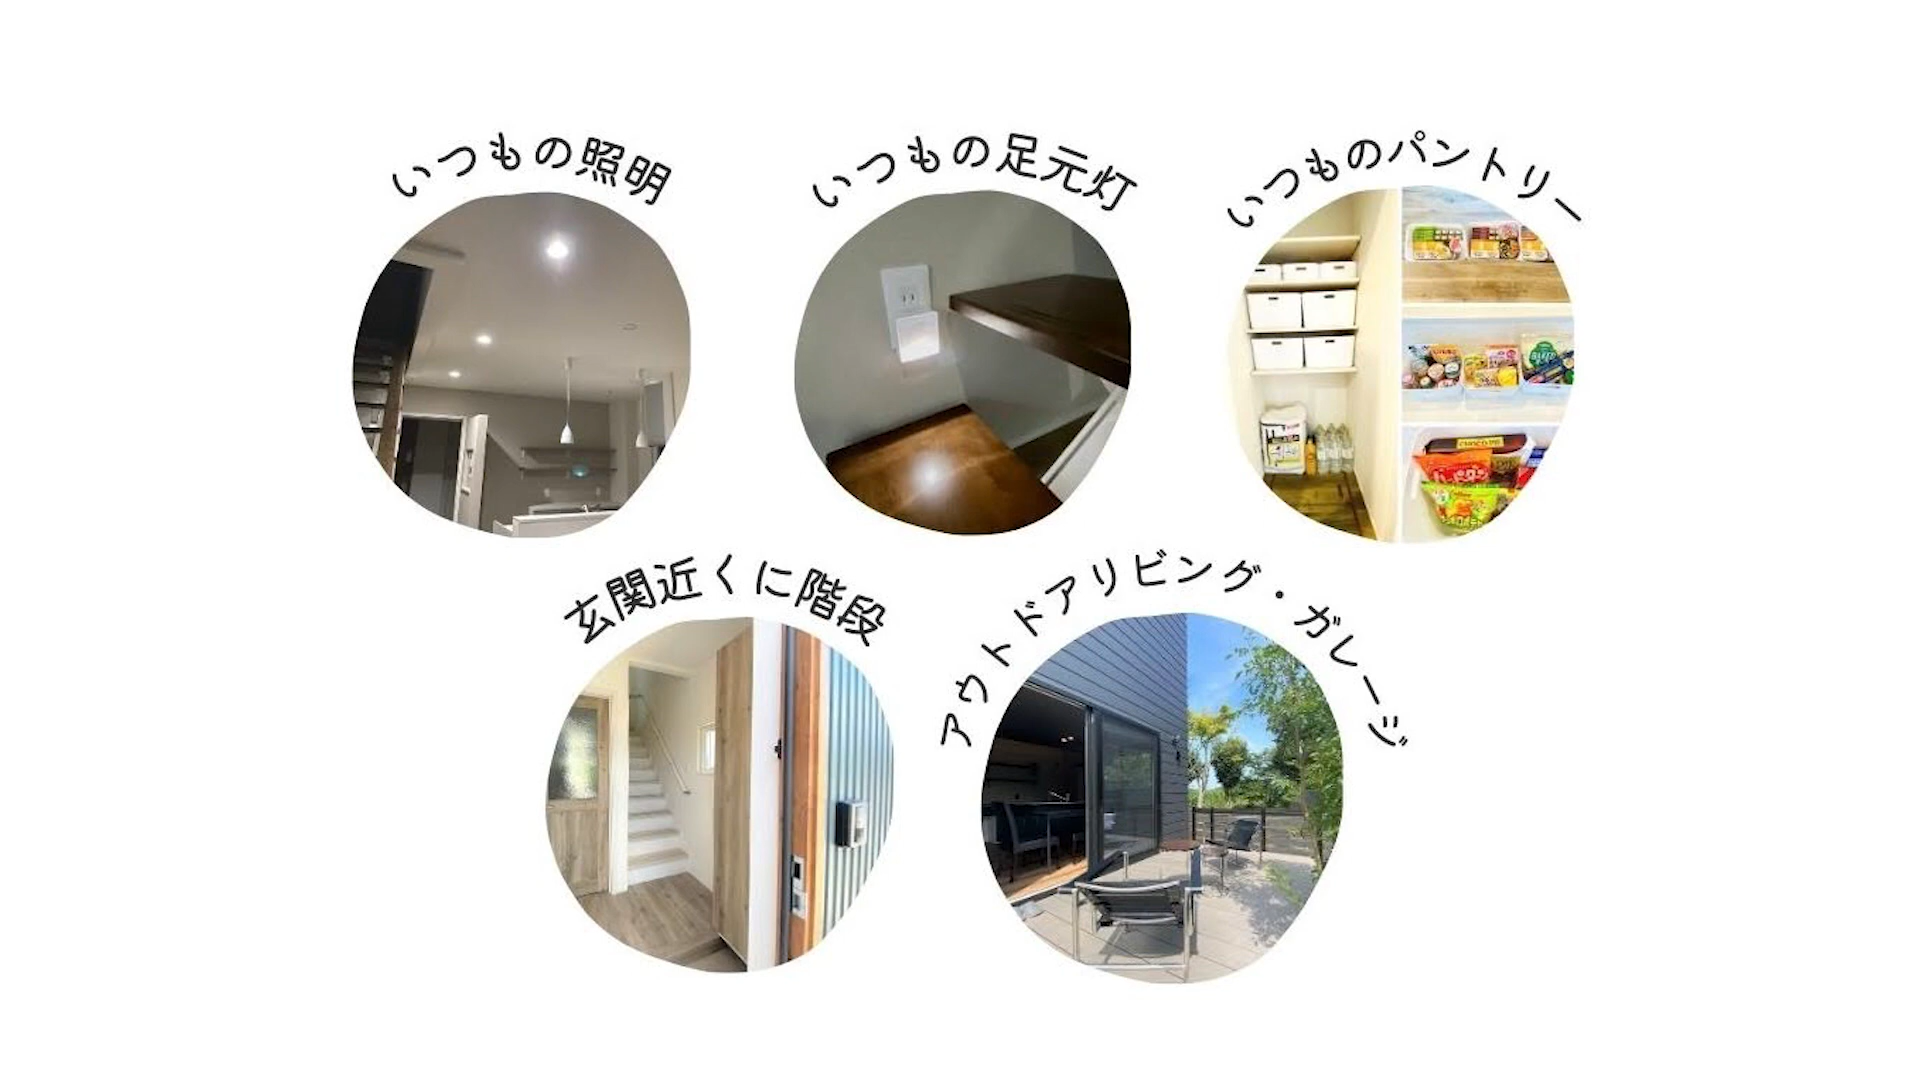 いつもの照明
いつもの足元灯
いつものパントリー
CHOCO PIE
玄関近くに階段
アウトドアリビング・ガレージ